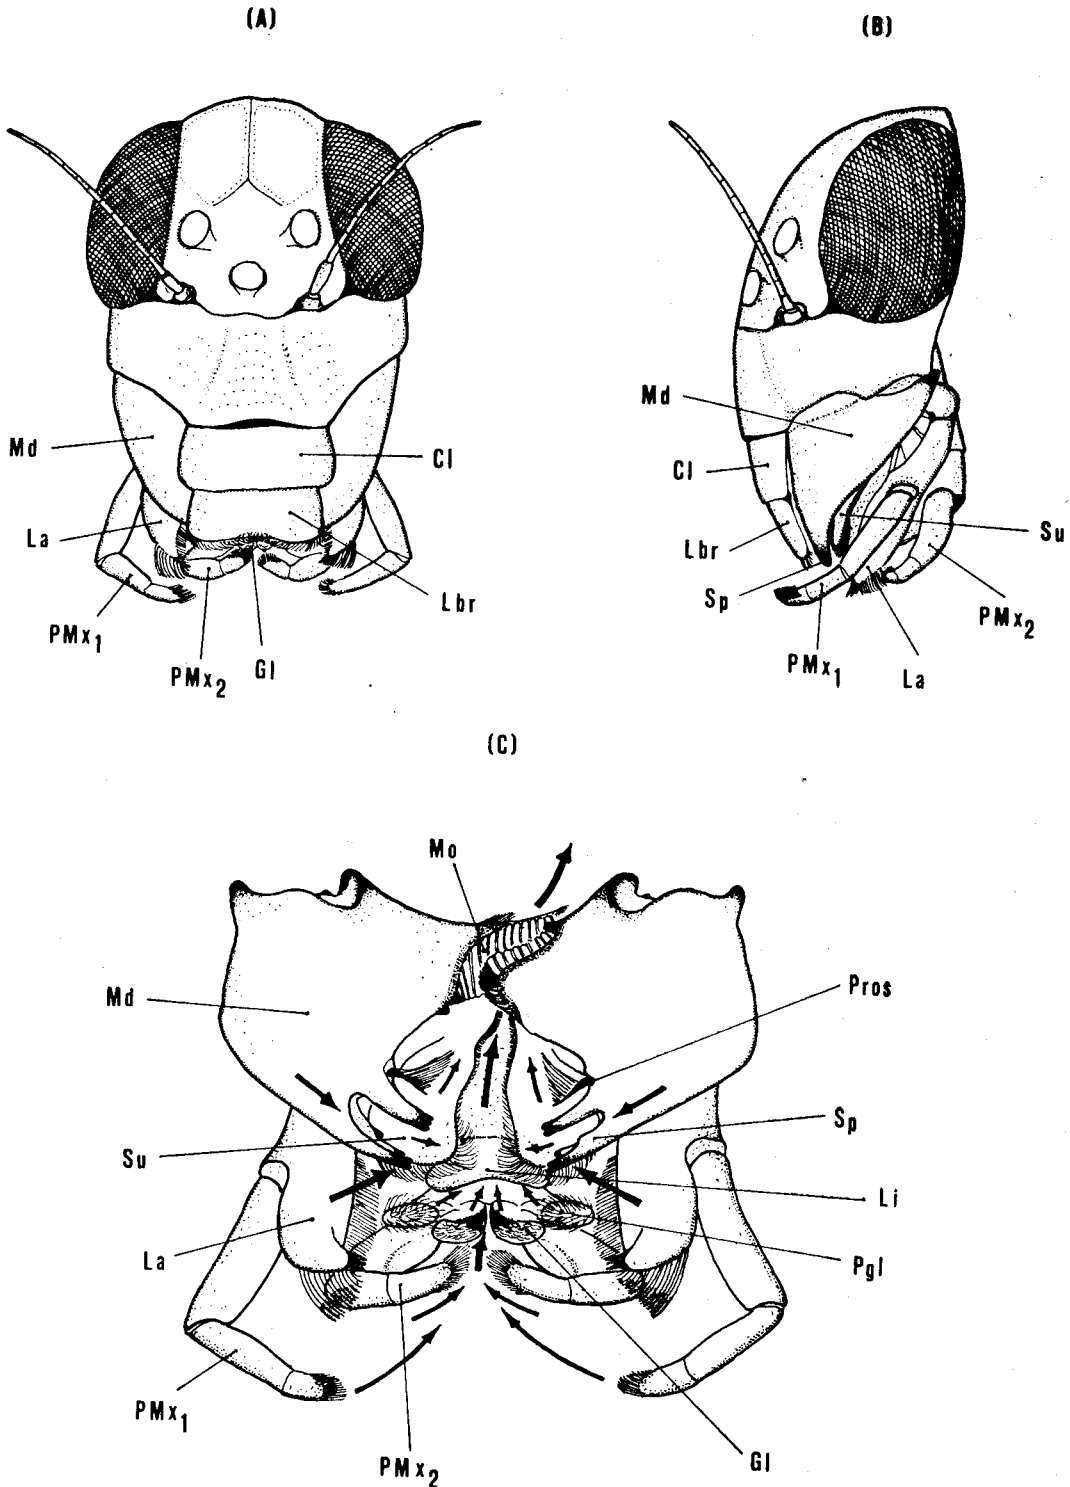 (A)
(B)
Md
Cl
La
Lbr
PMx1
PMx2
Gl
Md
Cl
Lbr
Sp
Su
PMx2
PMx1
La
(C)
Mo
Md
Pros
Su
Sp
Li
La
Pgl
PMx1
PMx2
Gl